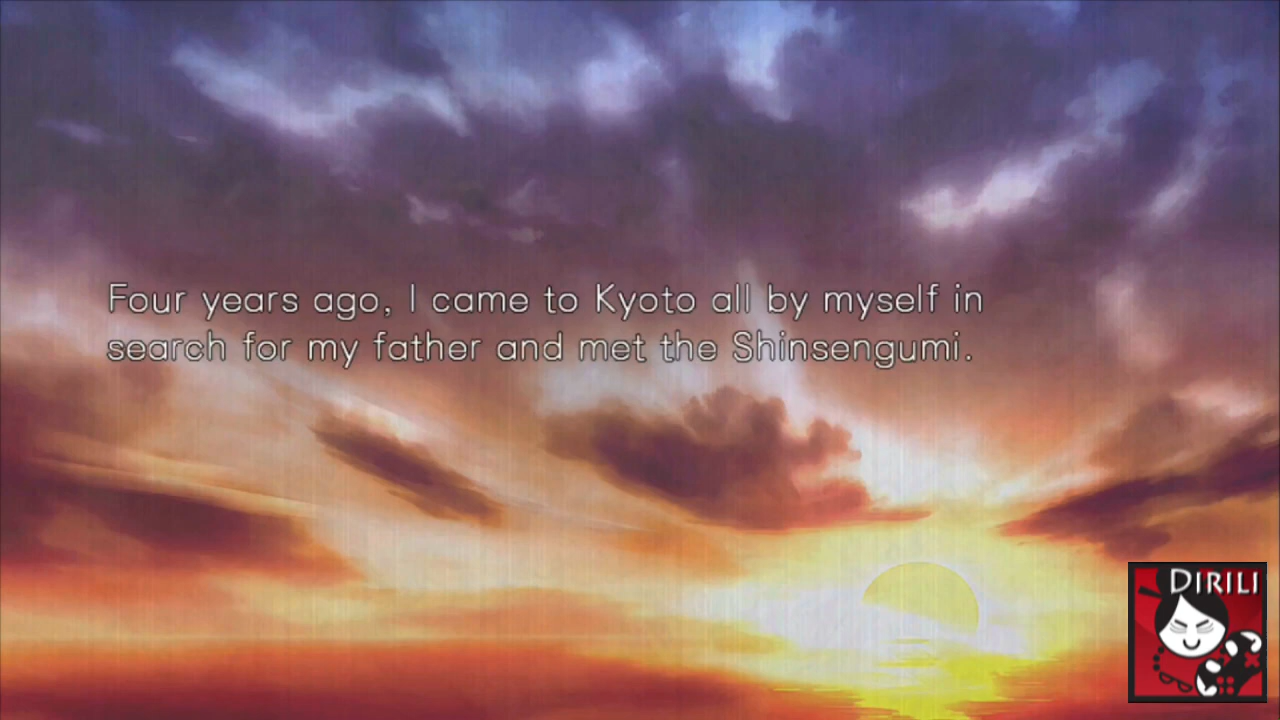 Four years ago, I came to Kyoto all by myself in
search for my father and met the Shinsengumi.
DIRILI